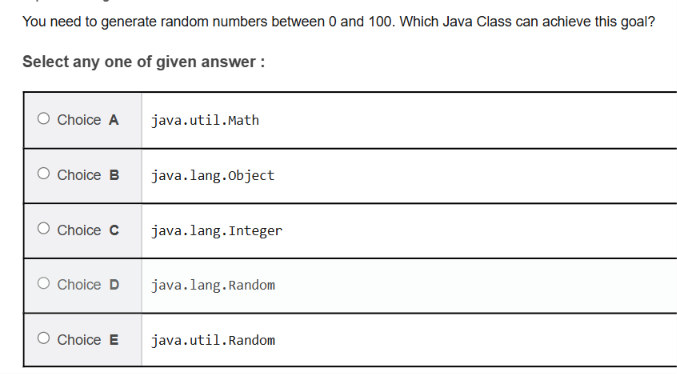 You need to generate random numbers between 0 and 100. Which Java Class can achieve this goal?
Select any one of given answer :
Choice A java.util.Math
Choice B java.lang.Object
Choice C java.lang.Integer
Choice D java.lang.Random
Choice E java.util.Random